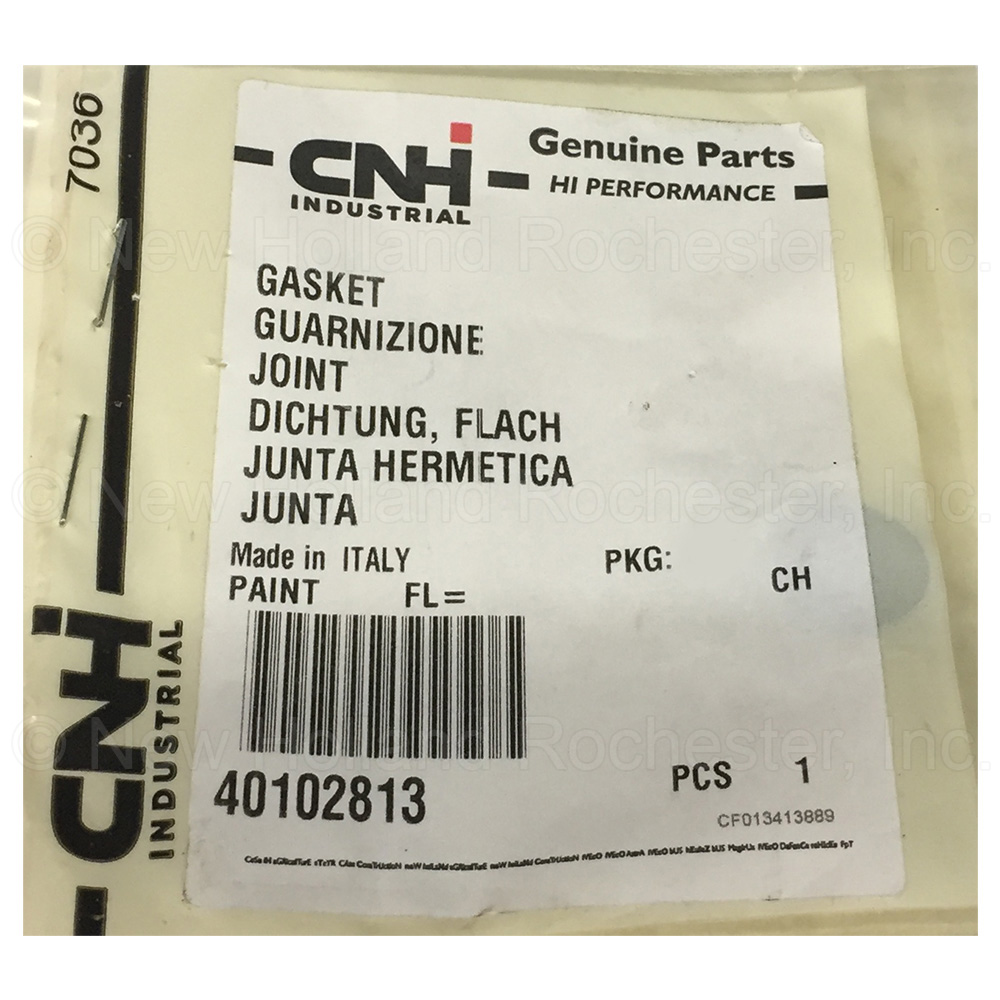 7036
CNH
INDUSTRIAL
Genuine Parts
HI PERFORMANCE
© New Holland Rochester, Inc.
GASKET
GUARNIZIONE
JOINT
DICHTUNG, FLACH
JUNTA HERMETICA
© New Holland Rochester, Inc.
JUNTA
Made in ITALY
PKG:
CH
PAINT FL=
CNH
INDUSTRIAL
© New Holland Rochester, Inc.
40102813
PCS 1
CF013413889